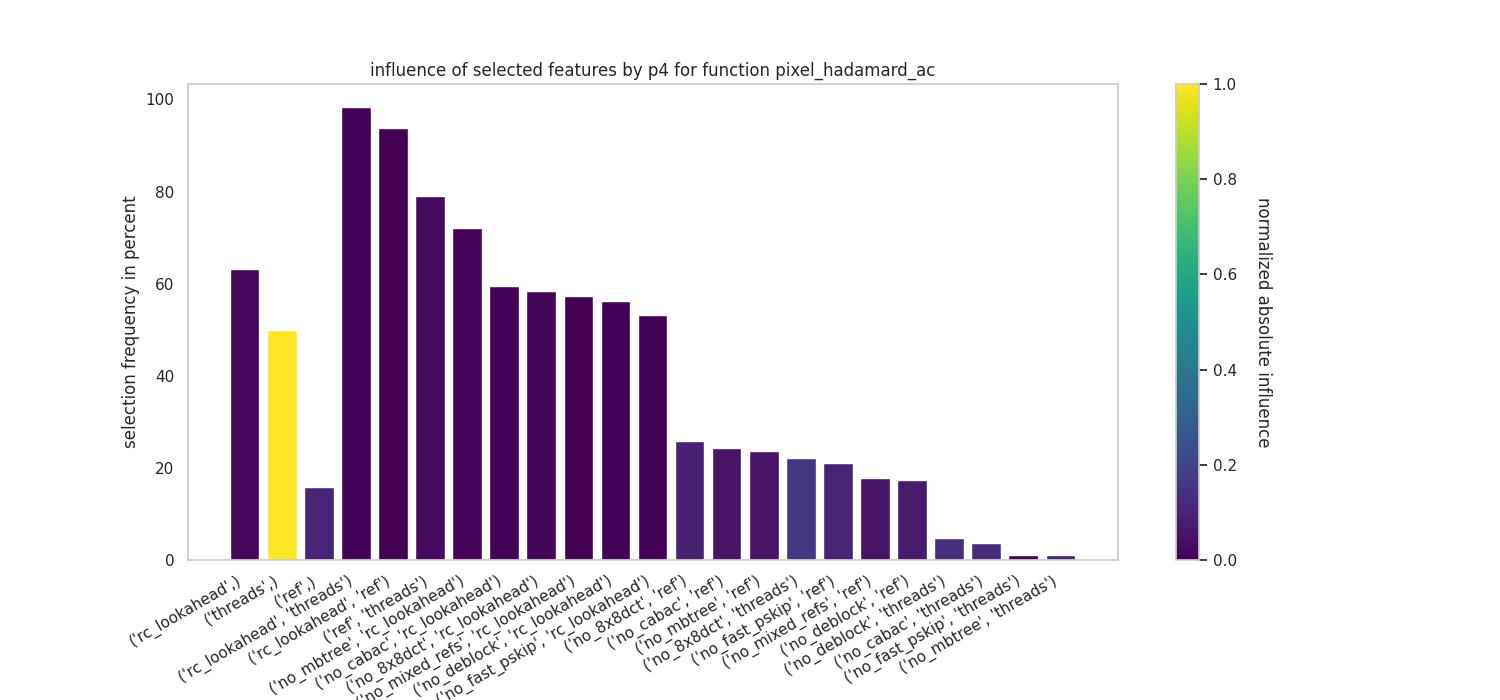 influence of selected features by p4 for function pixel_hadamard_ac
selection frequency in percent
100
80
60
40
20
0
('rc_lookahead',)
('threads',)
('ref',)
('rc_lookahead', 'threads')
('rc_lookahead', 'ref')
('ref', 'threads')
('no_mbtree', 'rc_lookahead')
('no_cabac', 'rc_lookahead')
('no_8x8dct', 'rc_lookahead')
'no_mixed_refs', 'rc_lookahead')
('no_deblock', 'rc_lookahead')
('no_fast_pskip', 'rc_lookahead')
('no_8x8dct', 'ref')
('no_cabac', 'ref')
('no_mbtree', 'ref')
('no_8x8dct', 'threads')
('no_fast_pskip', 'ref')
('no_mixed_refs', 'ref')
('no_deblock', 'ref')
('no_deblock', 'threads')
('no_cabac', 'threads')
('no_fast_pskip', 'threads')
('no_mbtree', 'threads')
1.0
0.8
0.6
0.4
0.2
0.0
normalized absolute influence